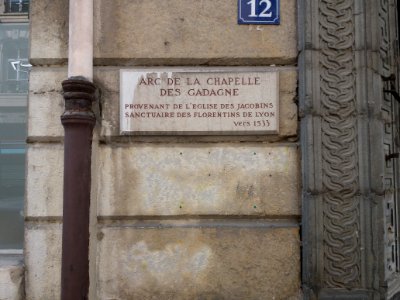 12
ARC DE LA CHAPELLE
DES GADAGNE
PROVENANT DE L'EGLISE DES JACOBINS
SANCTUAIRE DES FLORENTINS DE LYON
VERS 1533